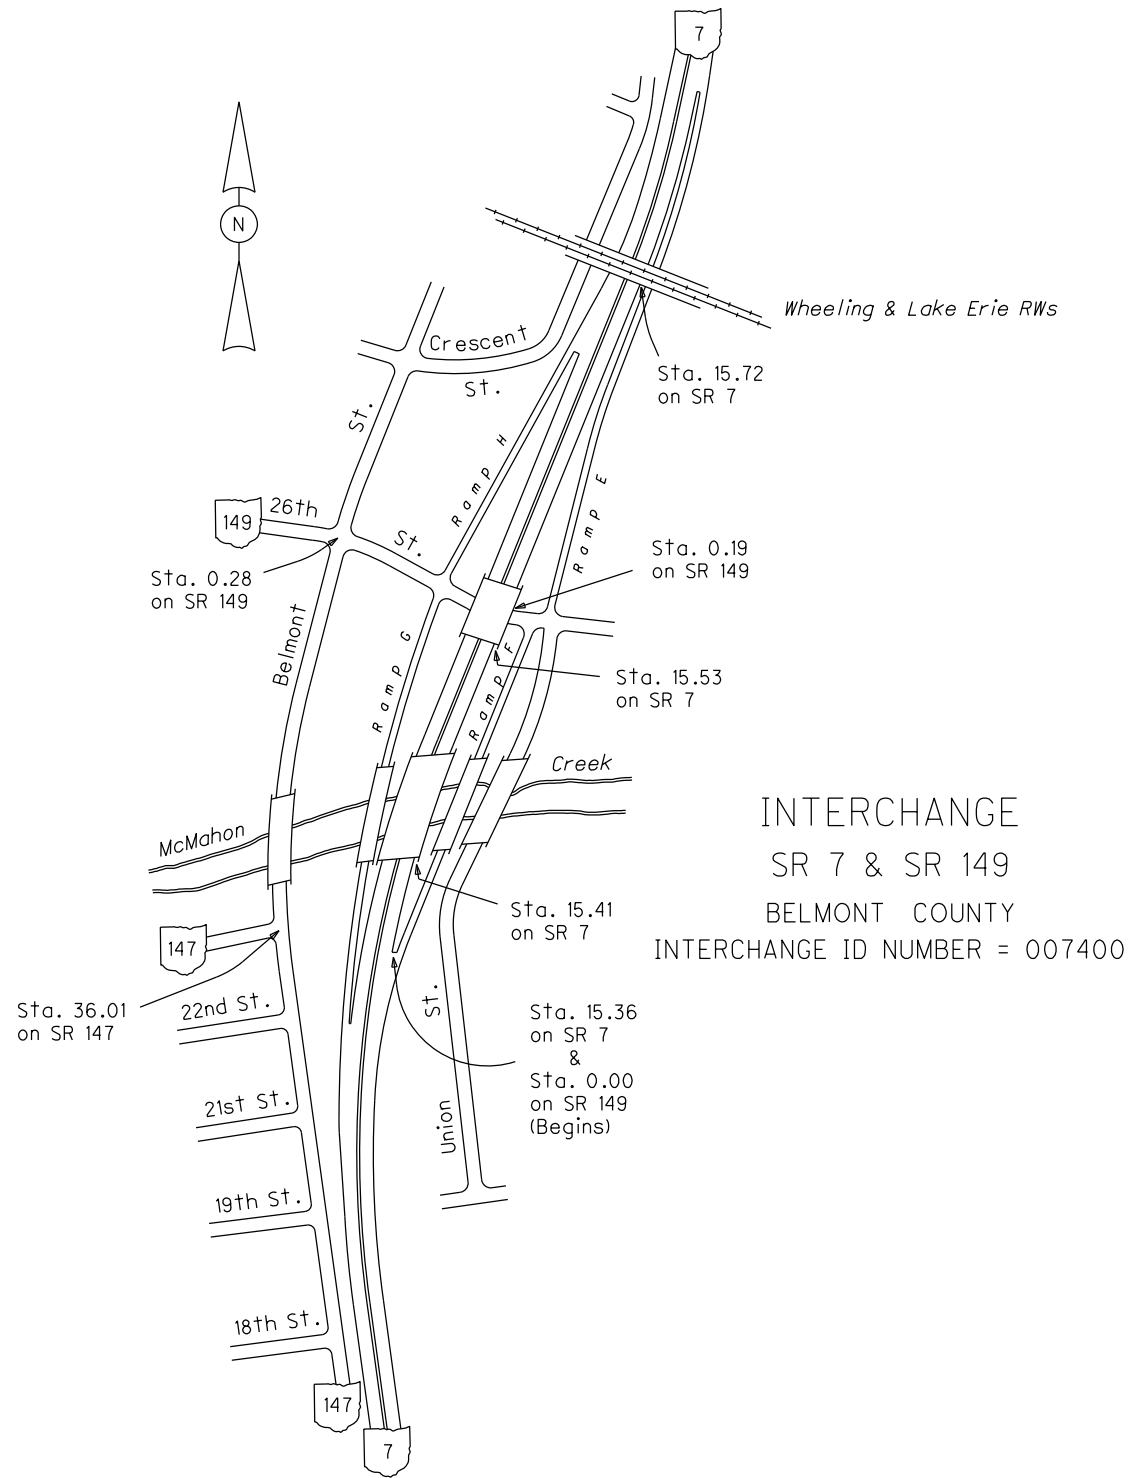 7
N
Wheeling & Lake Erie RWs
Crescent
St.
Sta. 15.72
on SR 7
St.
Ramp H
Ramp E
149
26th
St.
Sta. 0.19
on SR 149
Sta. 0.28
on SR 149
Belmont
Ramp G
Ramp F
Sta. 15.53
on SR 7
Creek
McMahon
INTERCHANGE
SR 7 & SR 149
BELMONT COUNTY
INTERCHANGE ID NUMBER = 007400
Sta. 15.41
on SR 7
147
Sta. 36.01
on SR 147
22nd St.
St.
Union
Sta. 15.36
on SR 7
&
Sta. 0.00
on SR 149
(Begins)
21st St.
19th St.
18th St.
147
7